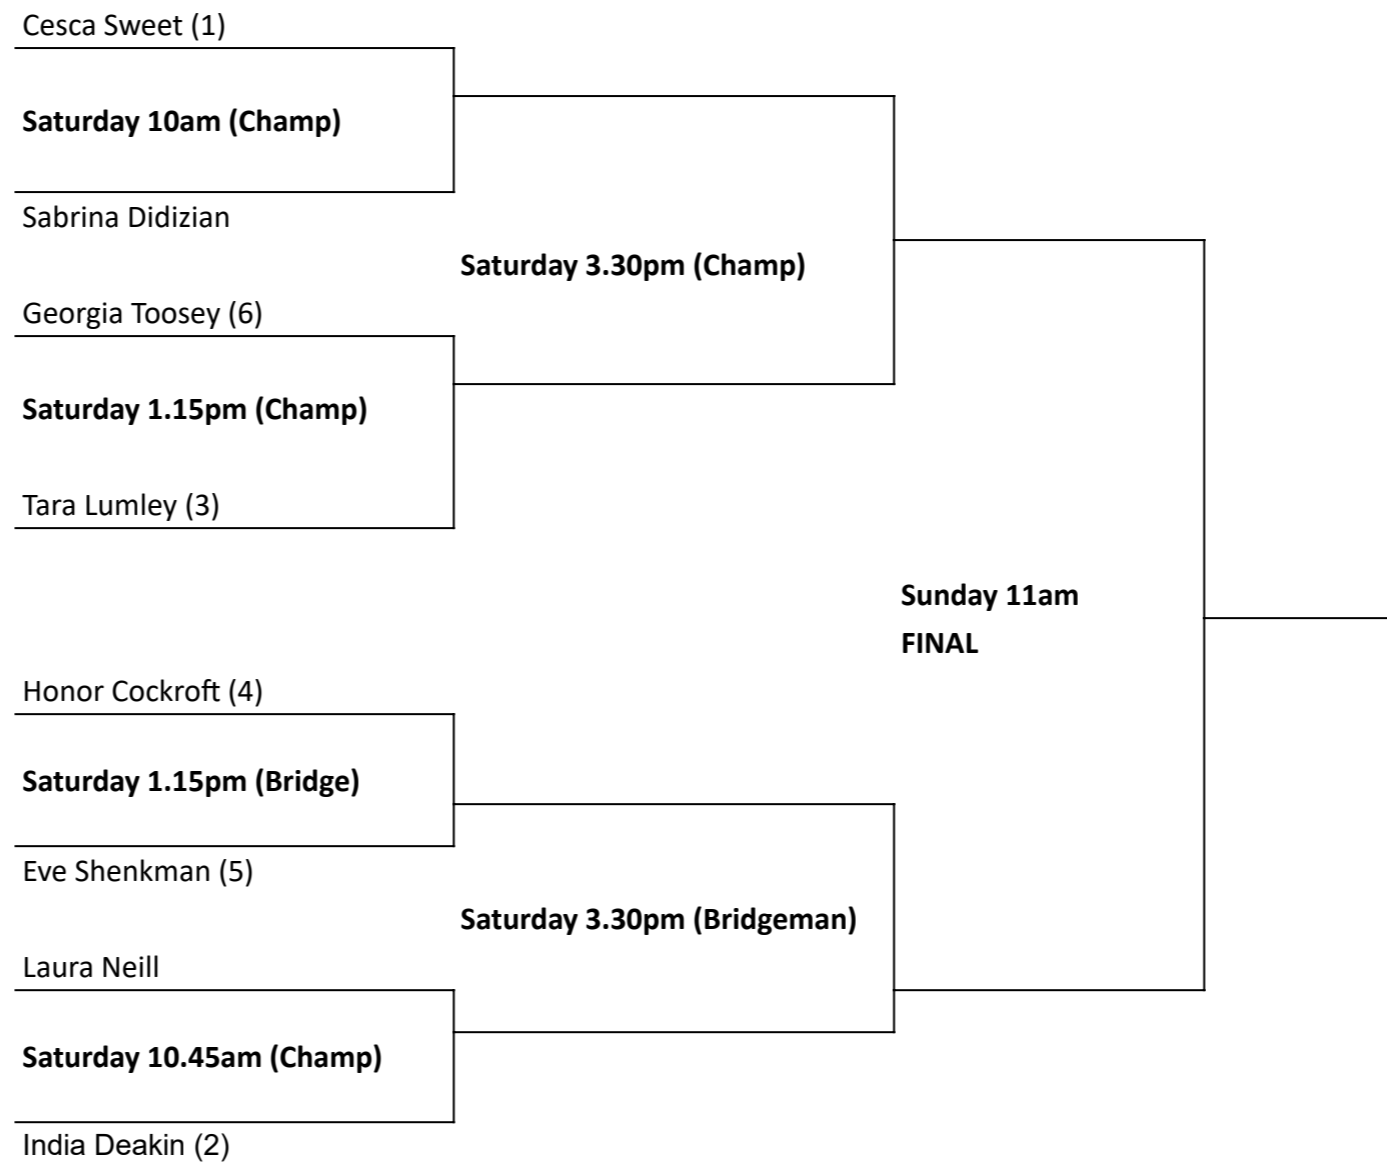 Cesca Sweet (1)
Saturday 10am (Champ)
Sabrina Didizian
Saturday 3.30pm (Champ)
Georgia Toosey (6)
Saturday 1.15pm (Champ)
Tara Lumley (3)
Sunday 11am
FINAL
Honor Cockroft (4)
Saturday 1.15pm (Bridge)
Eve Shenkman (5)
Saturday 3.30pm (Bridgeman)
Laura Neill
Saturday 10.45am (Champ)
India Deakin (2)